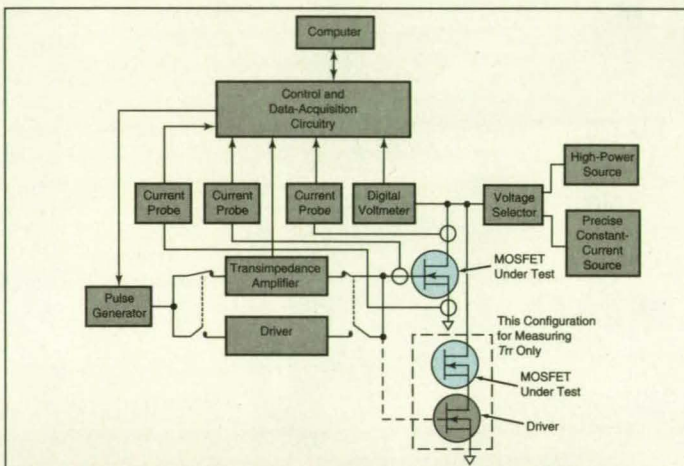 Computer
Control and
Data-Acquisition
Circuitry
High-Power
Source
Current
Probe
Current
Probe
Current
Probe
Digital
Voltmeter
Voltage
Selector
Precise
Constant-
Current
Source
Transimpedance
Amplifier
MOSFET
Under Test
Pulse
Generator
Driver
This Configuration
for Measuring
Trr Only
MOSFET
Under Test
Driver